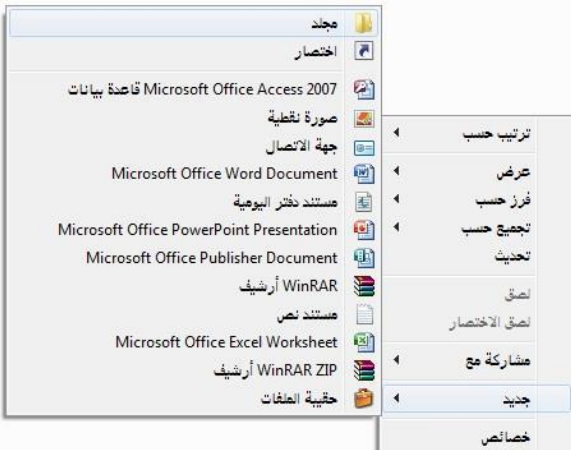 ترتيب حسب
عرض
فرز حسب
تجميع حسب
تحديث
لصق
لصق الاختصار
مشاركة مع
جديد
خصائص
مجلد
اختصار
قاعدة بيانات Microsoft Office Access 2007
صورة نقطية
جهة الاتصال
Microsoft Office Word Document
مستند دفتر اليومية
Microsoft Office PowerPoint Presentation
Microsoft Office Publisher Document
أرشيف WinRAR
مستند نص
Microsoft Office Excel Worksheet
أرشيف WinRAR ZIP
حقيبة الملفات